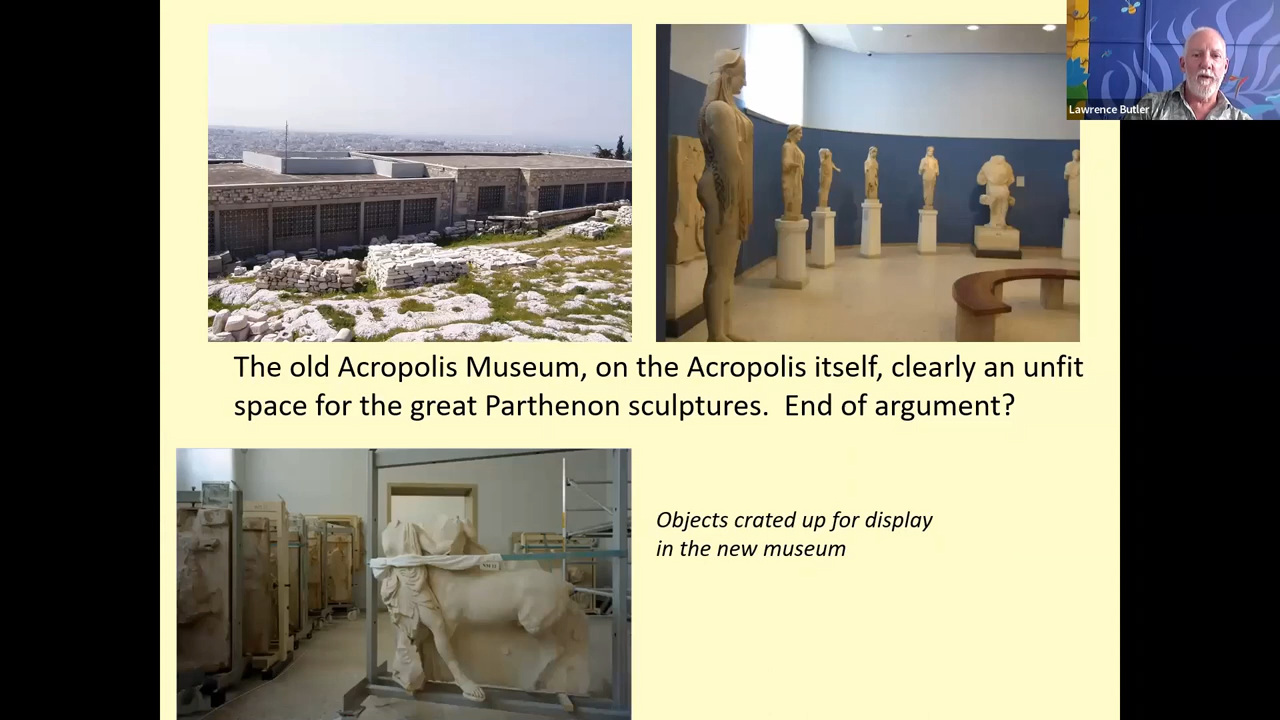 Lawrence Butler
The old Acropolis Museum, on the Acropolis itself, clearly an unfit
space for the great Parthenon sculptures.  End of argument?
Objects crated up for display
in the new museum